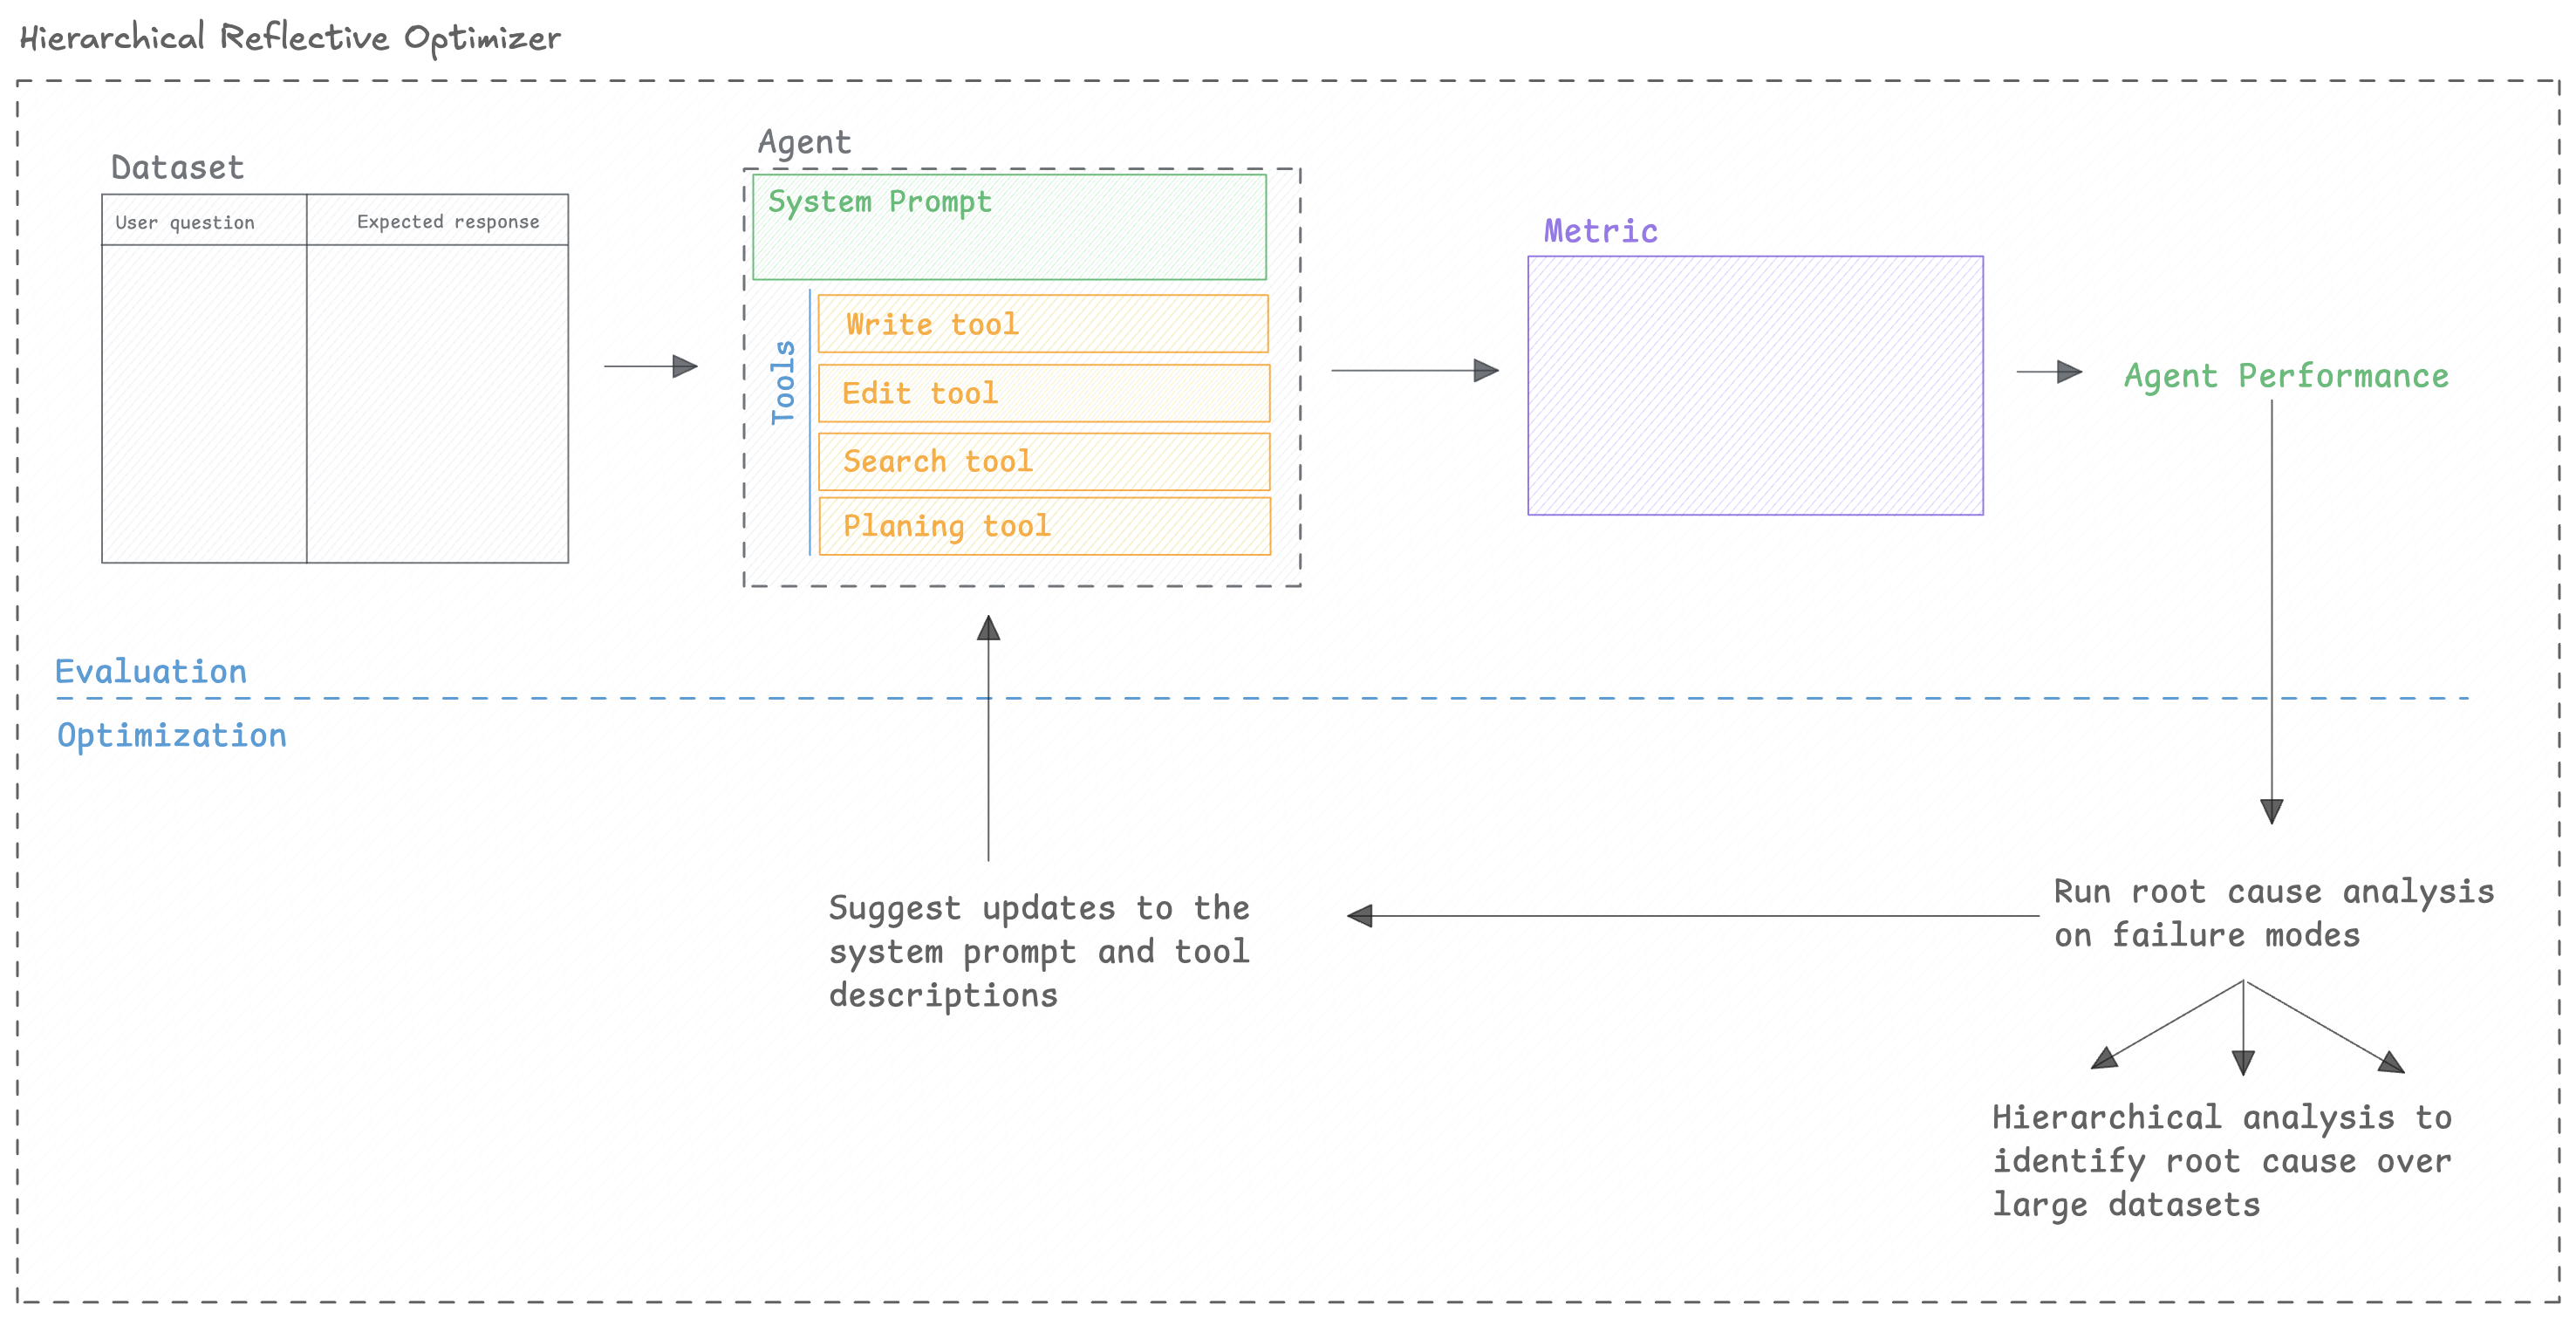 Hierarchical Reflective Optimizer
Dataset
User question
Expected response
Agent
System Prompt
Tools
Write tool
Edit tool
Search tool
Planing tool
Metric
Agent Performance
Evaluation
Optimization
Suggest updates to the
system prompt and tool
descriptions
Run root cause analysis
on failure modes
Hierarchical analysis to
identify root cause over
large datasets